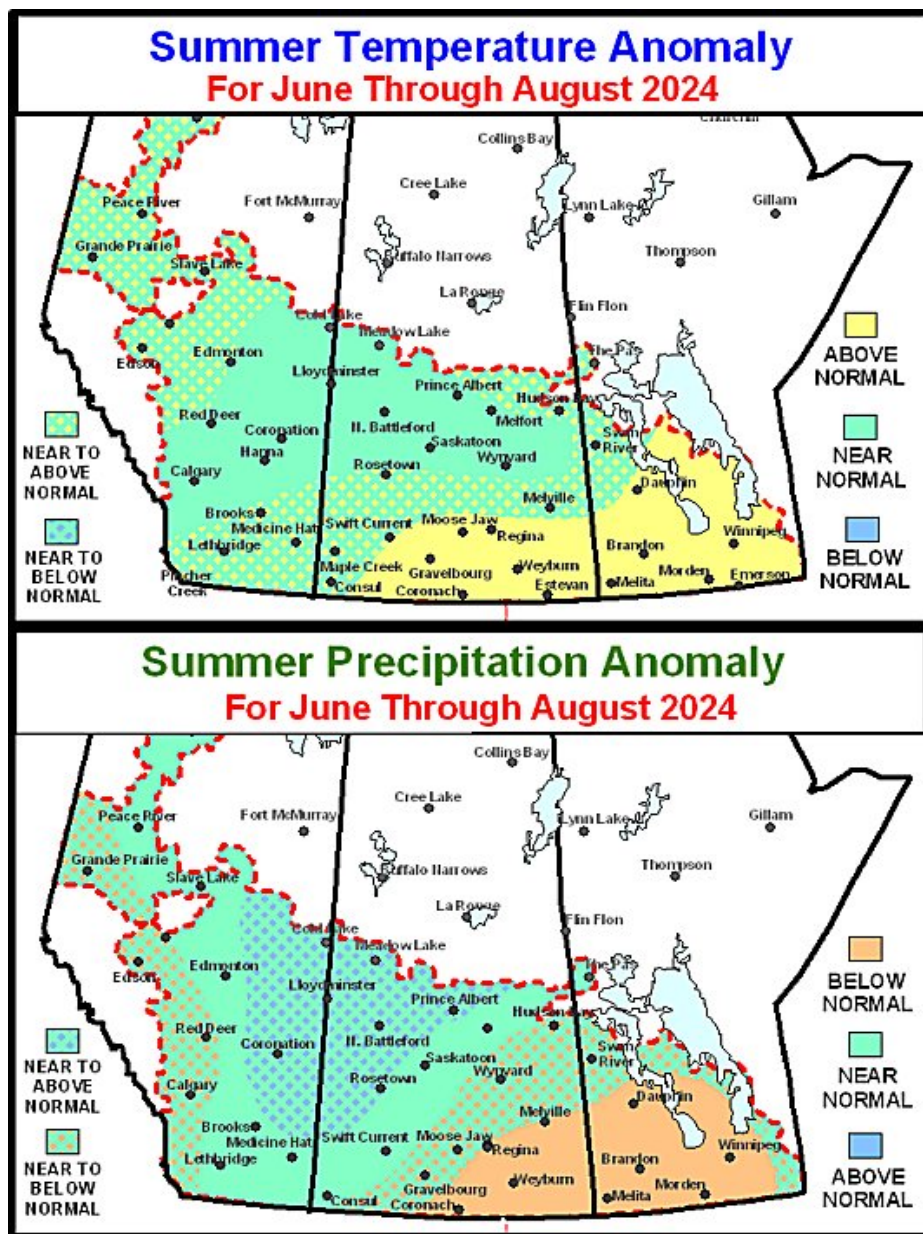 Summer Temperature Anomaly
For June Through August 2024
Churchill
Collins Bay
Cree Lake
Peace River
Fort McMurray
Lynn Lake
Gillam
Grande Prairie
Slave Lake
Buffalo Narrows
Thompson
La Ronge
Flin Flon
Cold Lake
Meadow Lake
The Pas
Edson
Edmonton
Lloydminster
Prince Albert
Hudson Bay
Melfort
Red Deer
Coronation
N. Battleford
Saskatoon
Swan
River
Hanna
Rosetown
Wynyard
Calgary
Dauphin
Melville
Brooks
Medicine Hat
Swift Current
Moose Jaw
Regina
Winnipeg
Lethbridge
Maple Creek
Gravelbourg
Weyburn
Brandon
Pincher
Creek
Consul
Coronach
Estevan
Melita
Morden
Emerson
NEAR TO
ABOVE
NORMAL
NEAR TO
BELOW
NORMAL
ABOVE
NORMAL
NEAR
NORMAL
BELOW
NORMAL
Summer Precipitation Anomaly
For June Through August 2024
Collins Bay
Cree Lake
Peace River
Fort McMurray
Lynn Lake
Gillam
Grande Prairie
Slave Lake
Buffalo Narrows
Thompson
La Ronge
Flin Flon
Cold Lake
Meadow Lake
The Pas
Edson
Edmonton
Lloydminster
Prince Albert
Hudson Bay
Red Deer
Coronation
N. Battleford
Saskatoon
Swan
River
Rosetown
Wynyard
Calgary
Dauphin
Melville
Brooks
Medicine Hat
Swift Current
Moose Jaw
Regina
Winnipeg
Lethbridge
Gravelbourg
Weyburn
Brandon
Consul
Coronach
Melita
Morden
NEAR TO
ABOVE
NORMAL
NEAR TO
BELOW
NORMAL
BELOW
NORMAL
NEAR
NORMAL
ABOVE
NORMAL